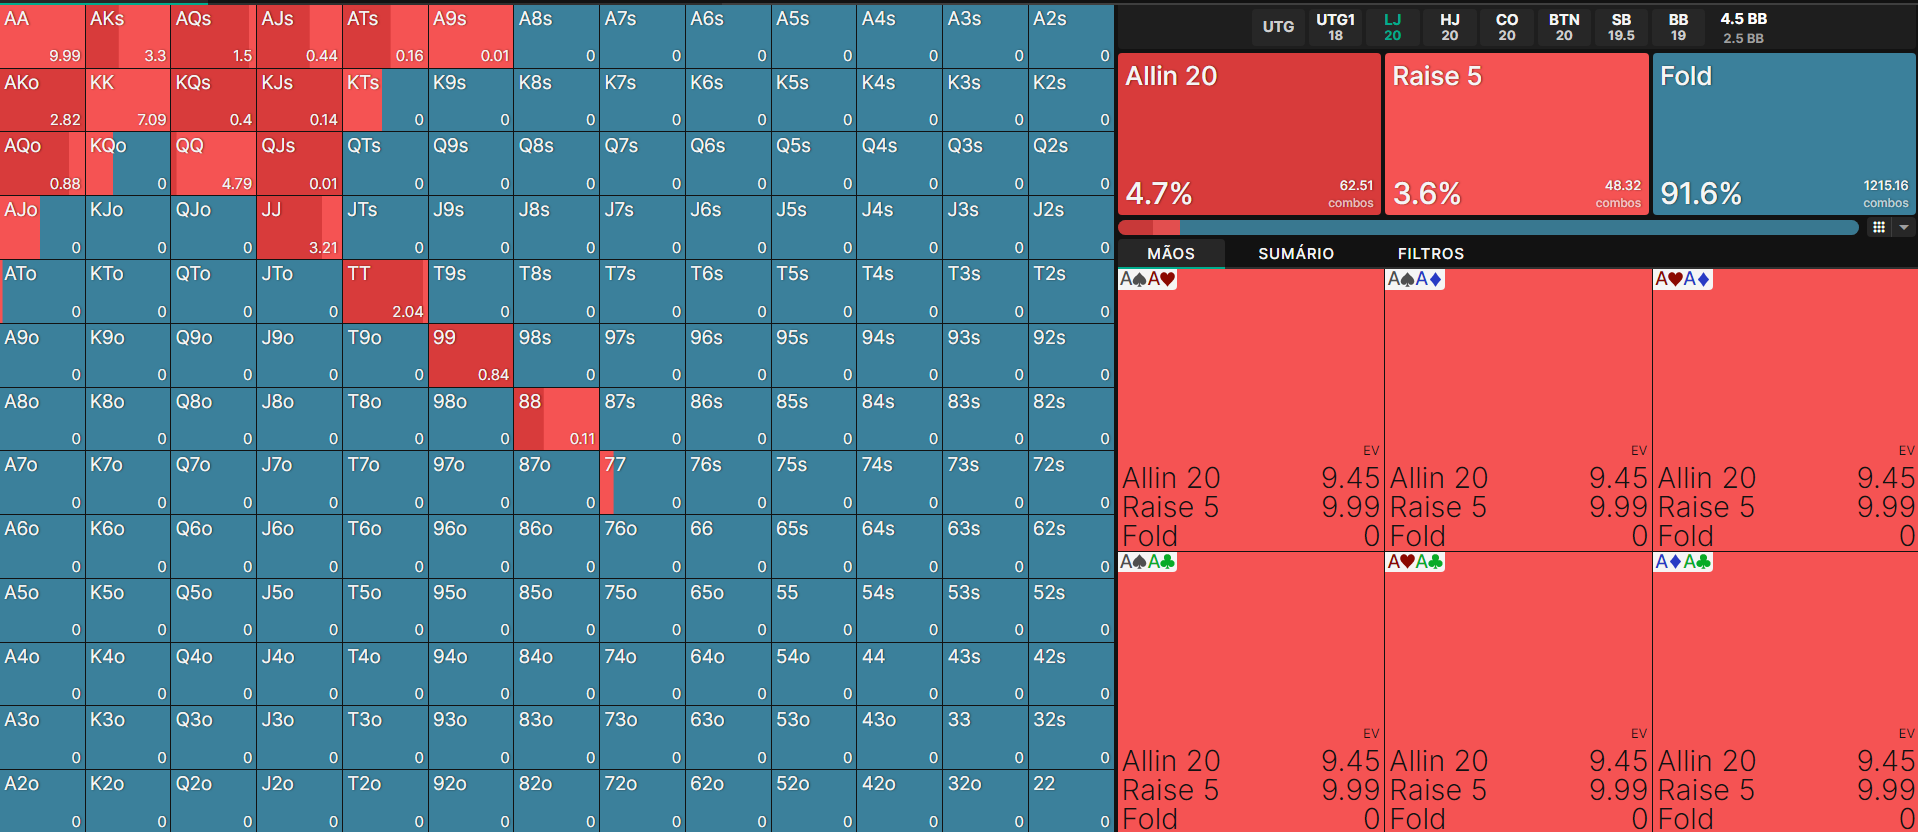 AA AKs AQs AJs ATs A9s A8s A7s A6s A5s A4s A3s A2s
9.99 3.3 1.5 0.44 0.16 0.01 0 0 0 0 0 0 0
AKo KK KQs KJs KTs K9s K8s K7s K6s K5s K4s K3s K2s
2.82 7.09 0.4 0.14 0 0 0 0 0 0 0 0 0
AQo KQo QQ QJs QTs Q9s Q8s Q7s Q6s Q5s Q4s Q3s Q2s
0.88 0 4.79 0.01 0 0 0 0 0 0 0 0 0
AJo KJo QJo JJ JTs J9s J8s J7s J6s J5s J4s J3s J2s
0 0 0 3.21 0 0 0 0 0 0 0 0 0
ATo KTo QTo JTo TT T9s T8s T7s T6s T5s T4s T3s T2s
0 0 0 0 2.04 0 0 0 0 0 0 0 0
A9o K9o Q9o J9o T9o 99 98s 97s 96s 95s 94s 93s 92s
0 0 0 0 0 0.84 0 0 0 0 0 0 0
A8o K8o Q8o J8o T8o 98o 88 87s 86s 85s 84s 83s 82s
0 0 0 0 0 0 0.11 0 0 0 0 0 0
A7o K7o Q7o J7o T7o 97o 87o 77 76s 75s 74s 73s 72s
0 0 0 0 0 0 0 0 0 0 0 0 0
A6o K6o Q6o J6o T6o 96o 86o 76o 66 65s 64s 63s 62s
0 0 0 0 0 0 0 0 0 0 0 0 0
A5o K5o Q5o J5o T5o 95o 85o 75o 65o 55 54s 53s 52s
0 0 0 0 0 0 0 0 0 0 0 0 0
A4o K4o Q4o J4o T4o 94o 84o 74o 64o 54o 44 43s 42s
0 0 0 0 0 0 0 0 0 0 0 0 0
A3o K3o Q3o J3o T3o 93o 83o 73o 63o 53o 43o 33 32s
0 0 0 0 0 0 0 0 0 0 0 0 0
A2o K2o Q2o J2o T2o 92o 82o 72o 62o 52o 42o 32o 22
0 0 0 0 0 0 0 0 0 0 0 0 0
UTG UTG1 LJ HJ CO BTN SB BB 4.5 BB
18 20 20 20 20 19.5 19 2.5 BB
Allin 20 Raise 5 Fold
4.7% 62.51 combos 3.6% 48.32 combos 91.6% 1215.16 combos
MÃOS SUMÁRIO FILTROS
A♠A♥ A♠A♦ A♥A♦
EV EV EV
Allin 20 9.45 Allin 20 9.45 Allin 20 9.45
Raise 5 9.99 Raise 5 9.99 Raise 5 9.99
Fold 0 Fold 0 Fold 0
A♠A♣ A♥A♣ A♦A♣
EV EV EV
Allin 20 9.45 Allin 20 9.45 Allin 20 9.45
Raise 5 9.99 Raise 5 9.99 Raise 5 9.99
Fold 0 Fold 0 Fold 0